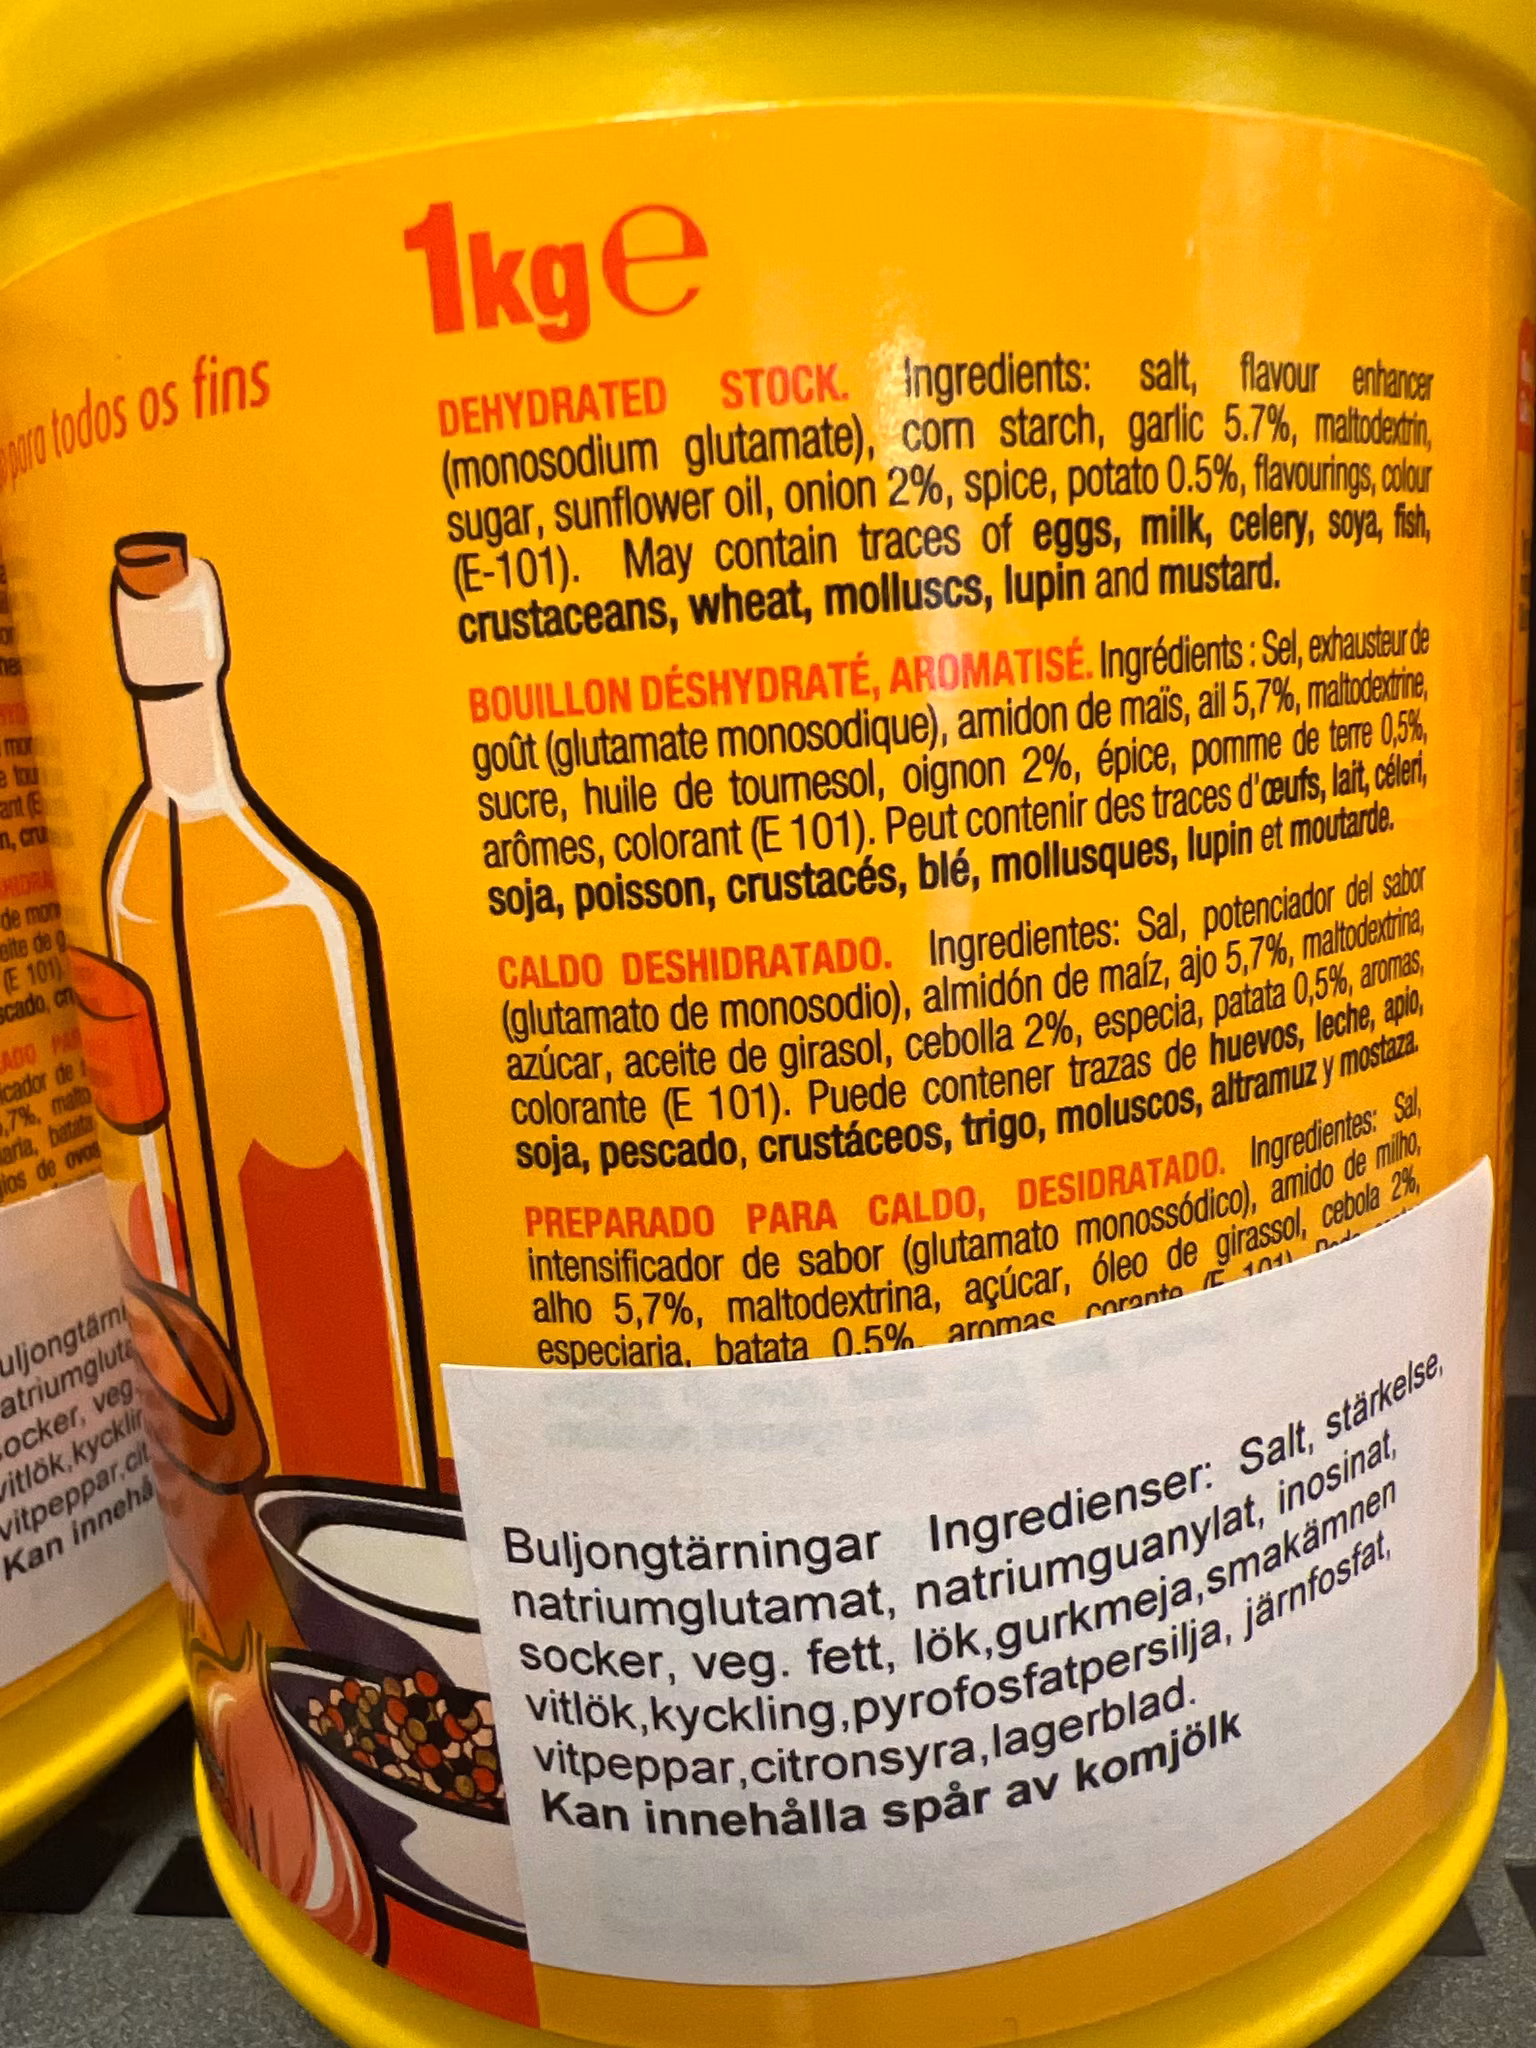 para todos os fins
1kg e
DEHYDRATED STOCK. Ingredients: salt, flavour enhancer
(monosodium glutamate), corn starch, garlic 5.7%, maltodextrin,
sugar, sunflower oil, onion 2%, spice, potato 0.5%, flavourings, colour
(E-101). May contain traces of eggs, milk, celery, soya, fish,
crustaceans, wheat, molluscs, lupin and mustard.
BOUILLON DÉSHYDRATÉ, AROMATISÉ. Ingrédients : Sel, exhausteur de
goût (glutamate monosodique), amidon de maïs, ail 5,7%, maltodextrine,
sucre, huile de tournesol, oignon 2%, épice, pomme de terre 0,5%,
arômes, colorant (E 101). Peut contenir des traces d'œufs, lait, céleri,
soja, poisson, crustacés, blé, mollusques, lupin et moutarde.
CALDO DESHIDRATADO. Ingredientes: Sal, potenciador del sabor
(glutamato de monosodio), almidón de maíz, ajo 5,7%, maltodextrina,
azúcar, aceite de girasol, cebolla 2%, especia, patata 0,5%, aromas,
colorante (E 101). Puede contener trazas de huevos, leche, apio,
soja, pescado, crustáceos, trigo, moluscos, altramuz y mostaza.
PREPARADO PARA CALDO, DESIDRATADO. Ingredientes: Sal,
intensificador de sabor (glutamato monossódico), amido de milho,
alho 5,7%, maltodextrina, açúcar, óleo de girassol, cebola 2%,
especiaria, batata 0,5%, aromas, corante (E 101).
Buljongtärningar Ingredienser: Salt, stärkelse,
natriumglutamat, natriumguanylat, inosinat,
socker, veg. fett, lök,gurkmeja,smakämnen
vitlök,kyckling,pyrofosfatpersilja, järnfosfat,
vitpeppar,citronsyra,lagerblad.
Kan innehålla spår av komjölk